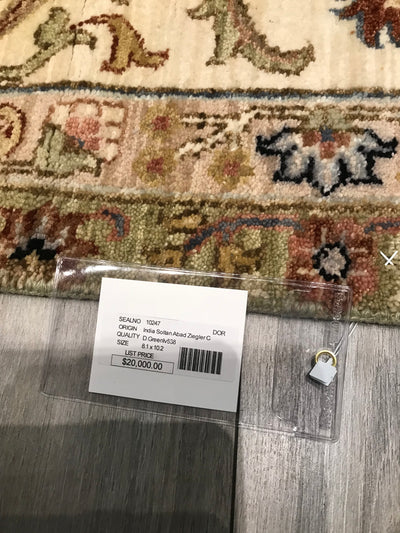 SEALNO 10247 DOR
ORIGIN India Soltan Abad Ziegler C
QUALITY D.Green/v538
SIZE 8.1 x 10.2
LIST PRICE
$20,000.00